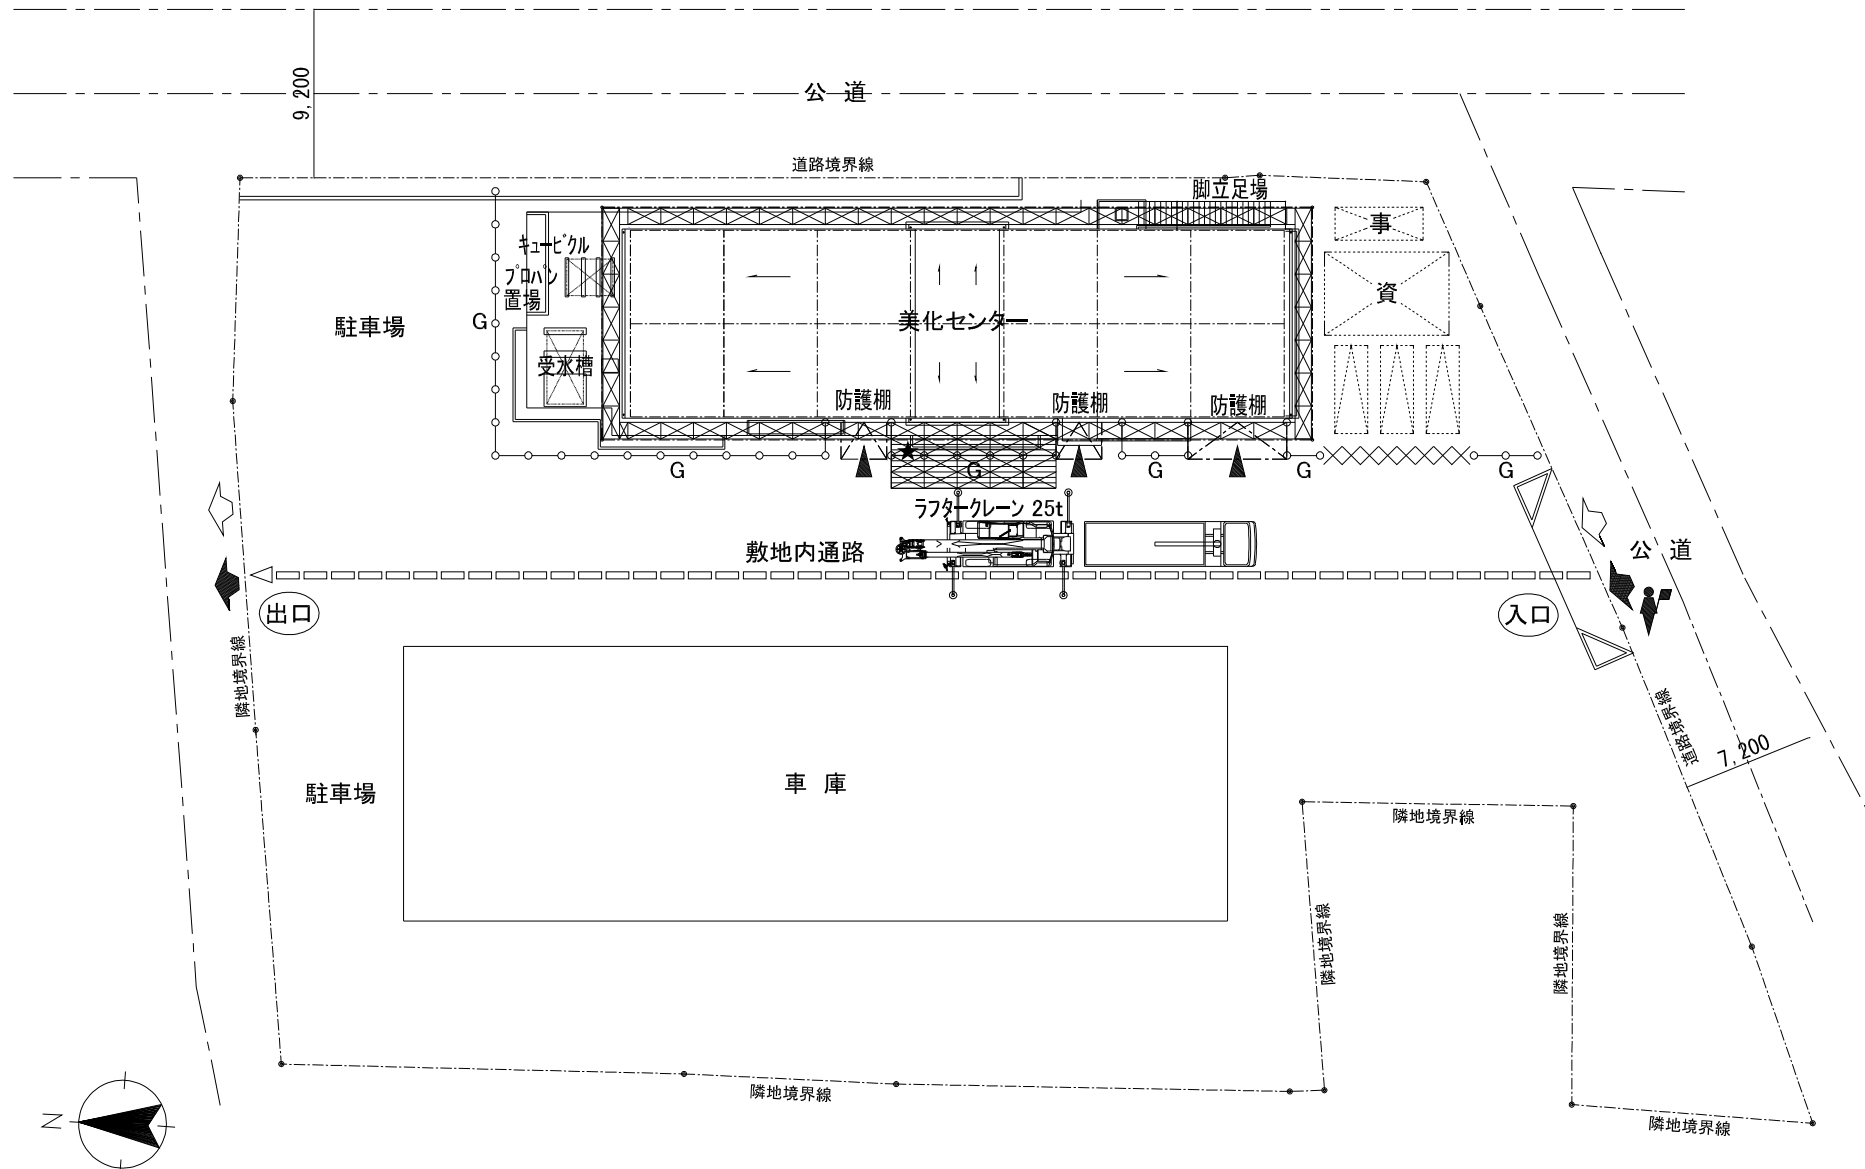 9,200
公 道
道路境界線
脚立足場
事
キュービクル
プロパン
置場
資
駐車場
G
美化センター
受水槽
防護棚
防護棚
防護棚
★
G
G
G
G
G
ラフタークレーン 25t
敷地内通路
公 道
出口
入口
隣地境界線
道路境界線
7,200
車 庫
駐車場
隣地境界線
隣地境界線
隣地境界線
隣地境界線
隣地境界線
N